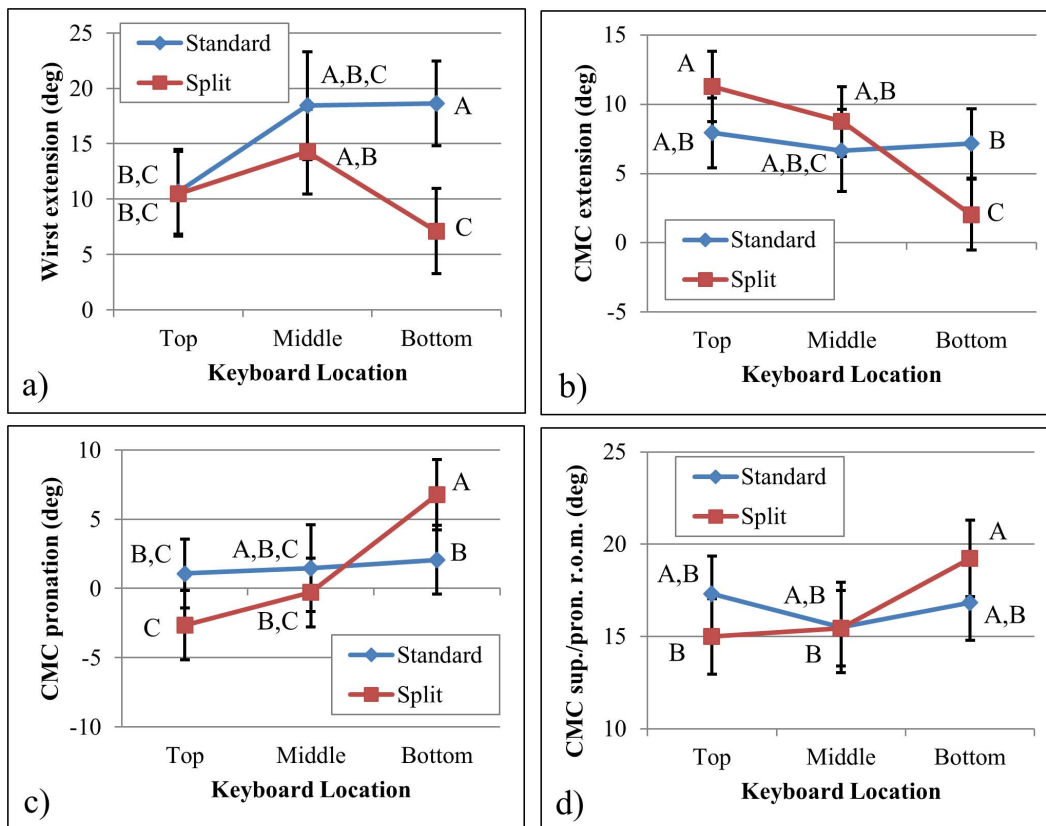 25
20
15
10
5
0
Wirst extension (deg)
Standard
Split
B,C
B,C
A,B,C
A,B
A
C
Top Middle Bottom
Keyboard Location
a)
15
10
5
0
-5
CMC extension (deg)
A
A,B
A,B
A,B,C
B
C
Standard
Split
Top Middle Bottom
Keyboard Location
b)
10
5
0
-5
-10
CMC pronation (deg)
B,C
C
A,B,C
B,C
A
B
Standard
Split
Top Middle Bottom
Keyboard Location
c)
25
20
15
10
CMC sup./pron. r.o.m. (deg)
Standard
Split
A,B
B
A,B
B
A
A,B
Top Middle Bottom
Keyboard Location
d)